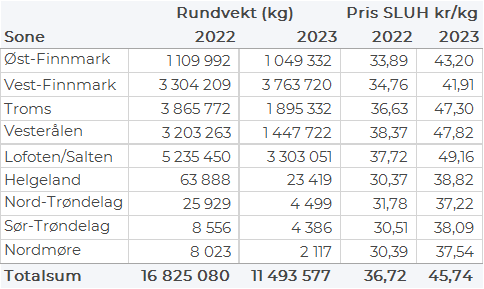 Rundvekt (kg) Pris SLUH kr/kg
Sone 2022 2023 2022 2023
Øst-Finnmark 1 109 992 1 049 332 33,89 43,20
Vest-Finnmark 3 304 209 3 763 720 34,76 41,91
Troms 3 865 772 1 895 332 36,63 47,30
Vesterålen 3 203 263 1 447 722 38,37 47,82
Lofoten/Salten 5 235 450 3 303 051 37,72 49,16
Helgeland 63 888 23 419 30,37 38,82
Nord-Trøndelag 25 929 4 499 31,78 37,22
Sør-Trøndelag 8 556 4 386 30,51 38,09
Nordmøre 8 023 2 117 30,39 37,54
Totalsum 16 825 080 11 493 577 36,72 45,74